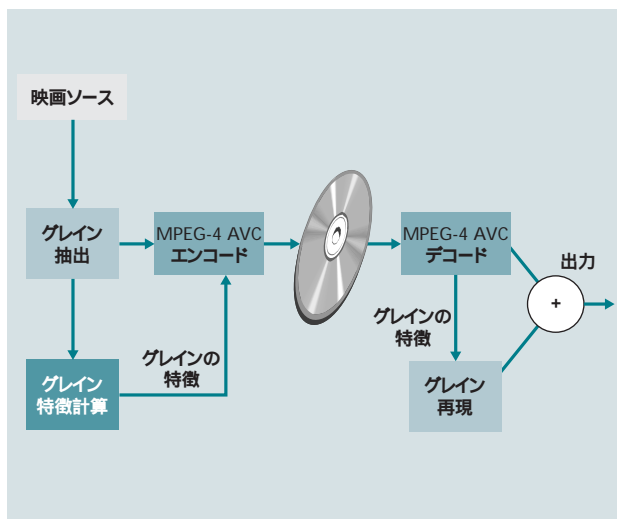 映画ソース
グレイン
抽出
MPEG-4 AVC
エンコード
MPEG-4 AVC
デコード
出力
+
グレインの
特徴
グレインの
特徴
グレイン
特徴計算
グレイン
再現